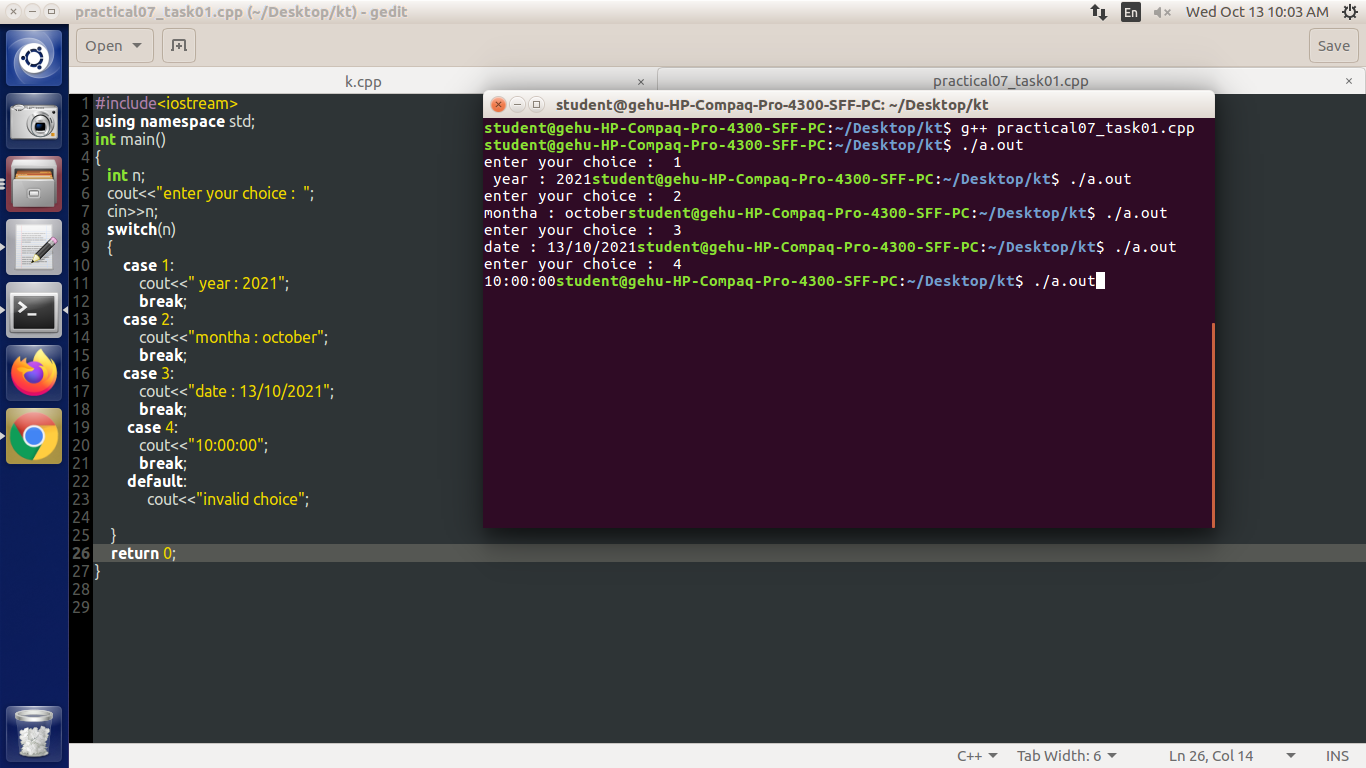 practical07_task01.cpp (~/Desktop/kt) - gedit
En
Wed Oct 13 10:03 AM
Open
Save
k.cpp
practical07_task01.cpp
1 #include<iostream>
2 using namespace std;
3 int main()
4 {
5 int n;
6 cout<<"enter your choice :  ";
7 cin>>n;
8 switch(n)
9 {
10 case 1:
11 cout<<" year : 2021";
12 break;
13 case 2:
14 cout<<"montha : october";
15 break;
16 case 3:
17 cout<<"date : 13/10/2021";
18 break;
19 case 4:
20 cout<<"10:00:00";
21 break;
22 default:
23 cout<<"invalid choice";
24
25 }
26 return 0;
27 }
28
29
student@gehu-HP-Compaq-Pro-4300-SFF-PC: ~/Desktop/kt
student@gehu-HP-Compaq-Pro-4300-SFF-PC:~/Desktop/kt$ g++ practical07_task01.cpp
student@gehu-HP-Compaq-Pro-4300-SFF-PC:~/Desktop/kt$ ./a.out
enter your choice :  1
 year : 2021student@gehu-HP-Compaq-Pro-4300-SFF-PC:~/Desktop/kt$ ./a.out
enter your choice :  2
montha : octoberstudent@gehu-HP-Compaq-Pro-4300-SFF-PC:~/Desktop/kt$ ./a.out
enter your choice :  3
date : 13/10/2021student@gehu-HP-Compaq-Pro-4300-SFF-PC:~/Desktop/kt$ ./a.out
enter your choice :  4
10:00:00student@gehu-HP-Compaq-Pro-4300-SFF-PC:~/Desktop/kt$ ./a.out
C++
Tab Width: 6
Ln 26, Col 14
INS